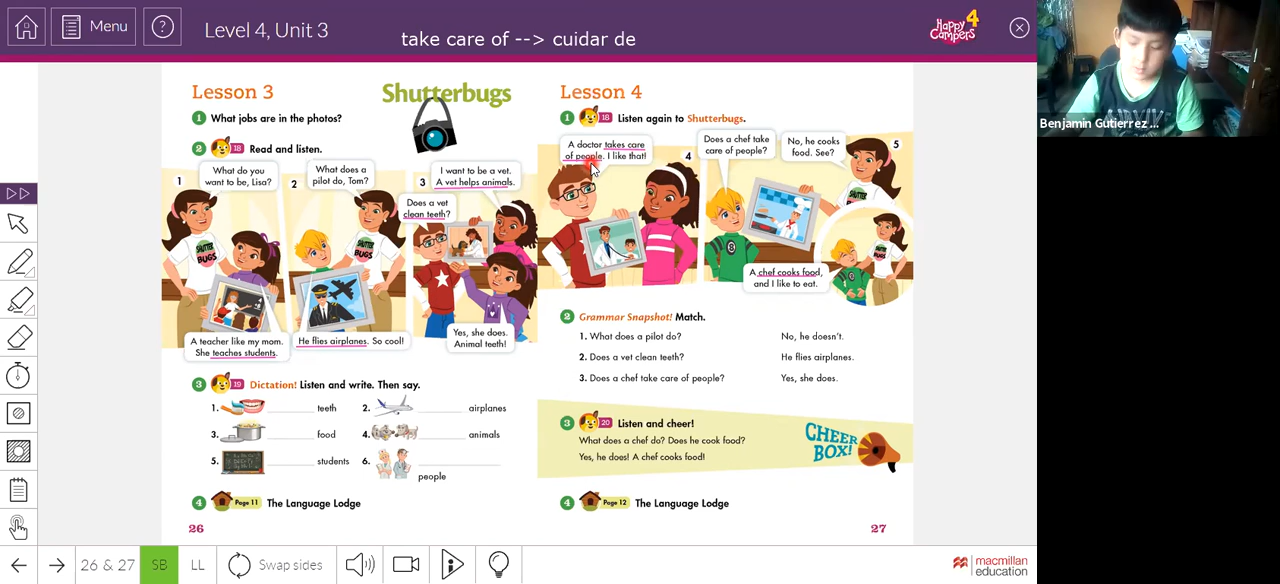 Menu
?
Level 4, Unit 3
take care of --> cuidar de
Happy Campers 4
Benjamin Gutierrez ...
Lesson 3
Shutterbugs
1 What jobs are in the photos?
2 18 Read and listen.
1
What do you
want to be, Lisa?
2
What does a
pilot do, Tom?
3
I want to be a vet.
A vet helps animals.
Does a vet
clean teeth?
SHUTTER
BUGS
SHUTTER
BUGS
A teacher like my mom.
She teaches students.
He flies airplanes. So cool!
Yes, she does.
Animal teeth!
3 19 Dictation! Listen and write. Then say.
1. ________ teeth
2. ________ airplanes
3. ________ food
4. ________ animals
5. ________ students
6. ________
people
4 Page 11 The Language Lodge
26
Lesson 4
1 18 Listen again to Shutterbugs.
A doctor takes care
of people. I like that!
4
Does a chef take
care of people?
No, he cooks
food. See?
5
A chef cooks food,
and I like to eat.
2 Grammar Snapshot! Match.
1. What does a pilot do? No, he doesn't.
2. Does a vet clean teeth? He flies airplanes.
3. Does a chef take care of people? Yes, she does.
3 20 Listen and cheer!
What does a chef do? Does he cook food?
Yes, he does! A chef cooks food!
CHEER
BOX!
4 Page 12 The Language Lodge
27
26 & 27
SB
LL
Swap sides
macmillan
education